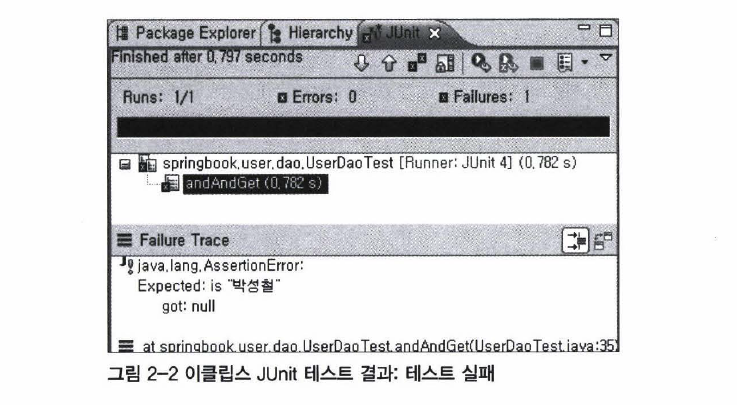 Package Explorer Hierarchy JUnit
Finished after 0,797 seconds
Runs: 1/1 Errors: 0 Failures: 1
springbook,user,dao,UserDaoTest [Runner: JUnit 4] (0,782 s)
andAndGet (0,782 s)
Failure Trace
java,lang,AssertionError:
Expected: is "박성철"
got: null
at springbook,user,dao,UserDaoTest,andAndGet(UserDaoTest,java:35)
그림 2-2 이클립스 JUnit 테스트 결과: 테스트 실패